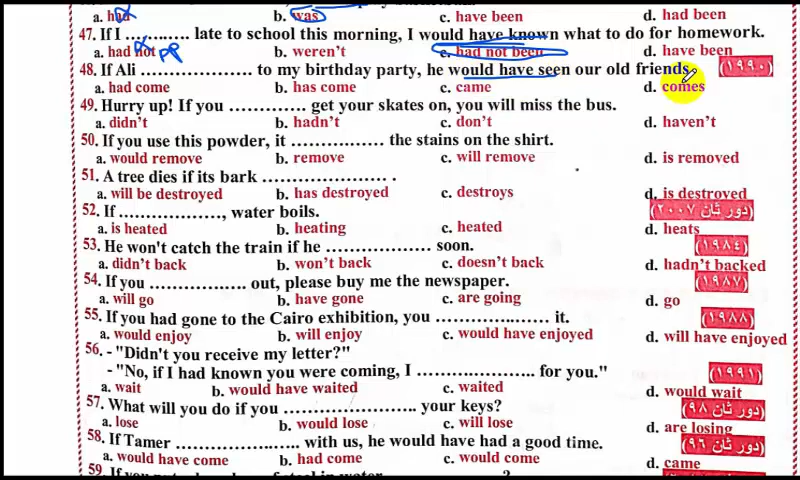 a. had b. was c. have been d. had been
47. If I ………… late to school this morning, I would have known what to do for homework.
a. had not b. weren't c. had not been d. have been
pp
48. If Ali ………………… to my birthday party, he would have seen our old friends. (١٩٩٠)
a. had come b. has come c. came d. comes
49. Hurry up! If you ………….. get your skates on, you will miss the bus.
a. didn't b. hadn't c. don't d. haven't
50. If you use this powder, it ……………. the stains on the shirt.
a. would remove b. remove c. will remove d. is removed
51. A tree dies if its bark ………………… .
a. will be destroyed b. has destroyed c. destroys d. is destroyed
52. If ………………, water boils. (دور ثان ٢٠٠٧)
a. is heated b. heating c. heated d. heats
53. He won't catch the train if he ………………. soon. (١٩٨٤)
a. didn't back b. won't back c. doesn't back d. hadn't backed
54. If you ……………… out, please buy me the newspaper. (١٩٨٧)
a. will go b. have gone c. are going d. go
55. If you had gone to the Cairo exhibition, you ……………..…… it. (١٩٨٨)
a. would enjoy b. will enjoy c. would have enjoyed d. will have enjoyed
56. - "Didn't you receive my letter?"
- "No, if I had known you were coming, I ………………. for you." (١٩٩١)
a. wait b. would have waited c. waited d. would wait
57. What will you do if you ………………….. your keys? (دور ثان ٩٨)
a. lose b. would lose c. will lose d. are losing
58. If Tamer …………….…. with us, he would have had a good time. (دور ثان ٩٦)
a. would have come b. had come c. would come d. came
59. If you